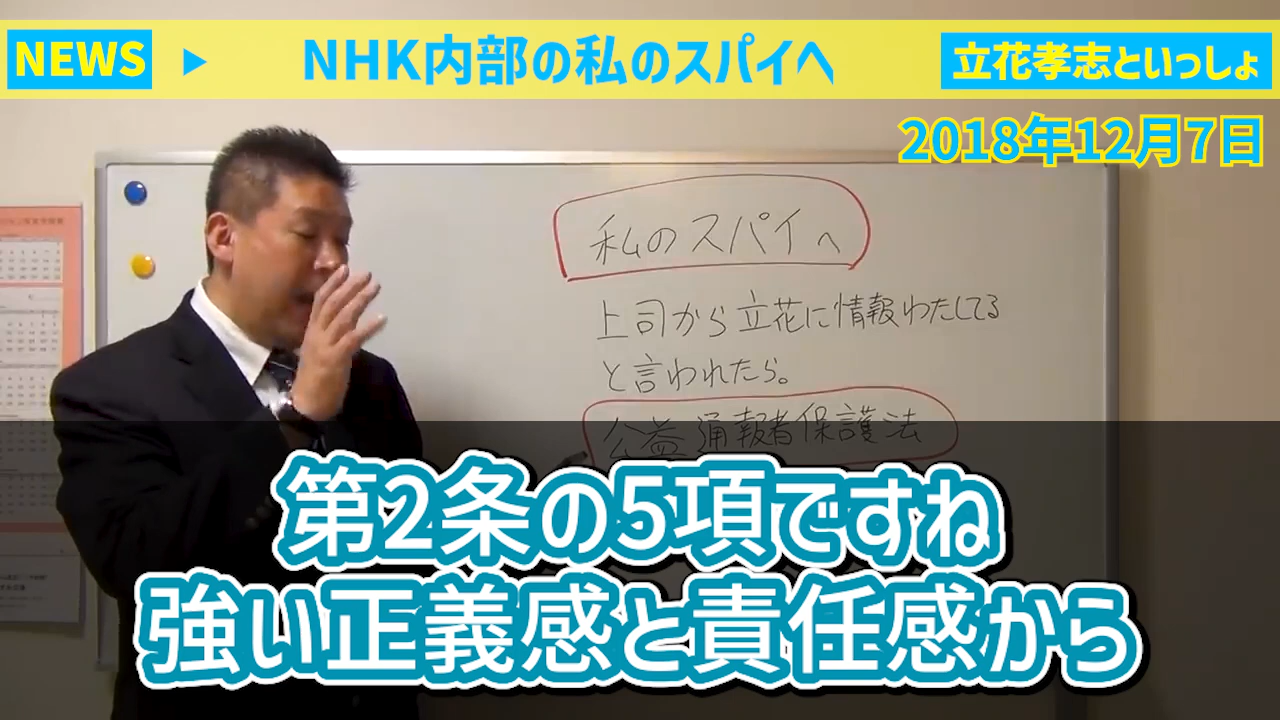 NEWS
NHK内部の私のスパイへ
立花孝志といっしょ
2018年12月7日
私のスパイへ
上司から立花に情報わたしてる
と言われたら。
公益通報者保護法
第2条の5項ですね
強い正義感と責任感から